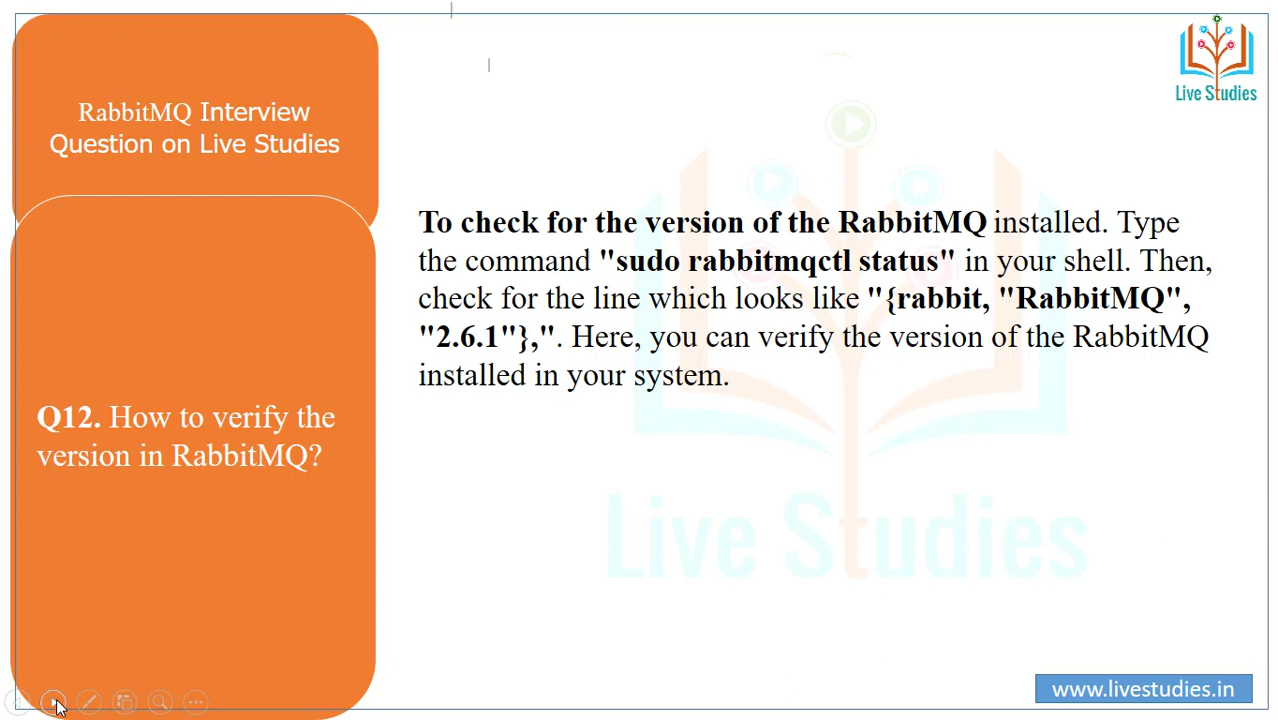 RabbitMQ Interview
Question on Live Studies
Live Studies
To check for the version of the RabbitMQ installed. Type
the command "sudo rabbitmqctl status" in your shell. Then,
check for the line which looks like "{rabbit, "RabbitMQ",
"2.6.1"},". Here, you can verify the version of the RabbitMQ
installed in your system.
Q12. How to verify the
version in RabbitMQ?
Live Studies
www.livestudies.in